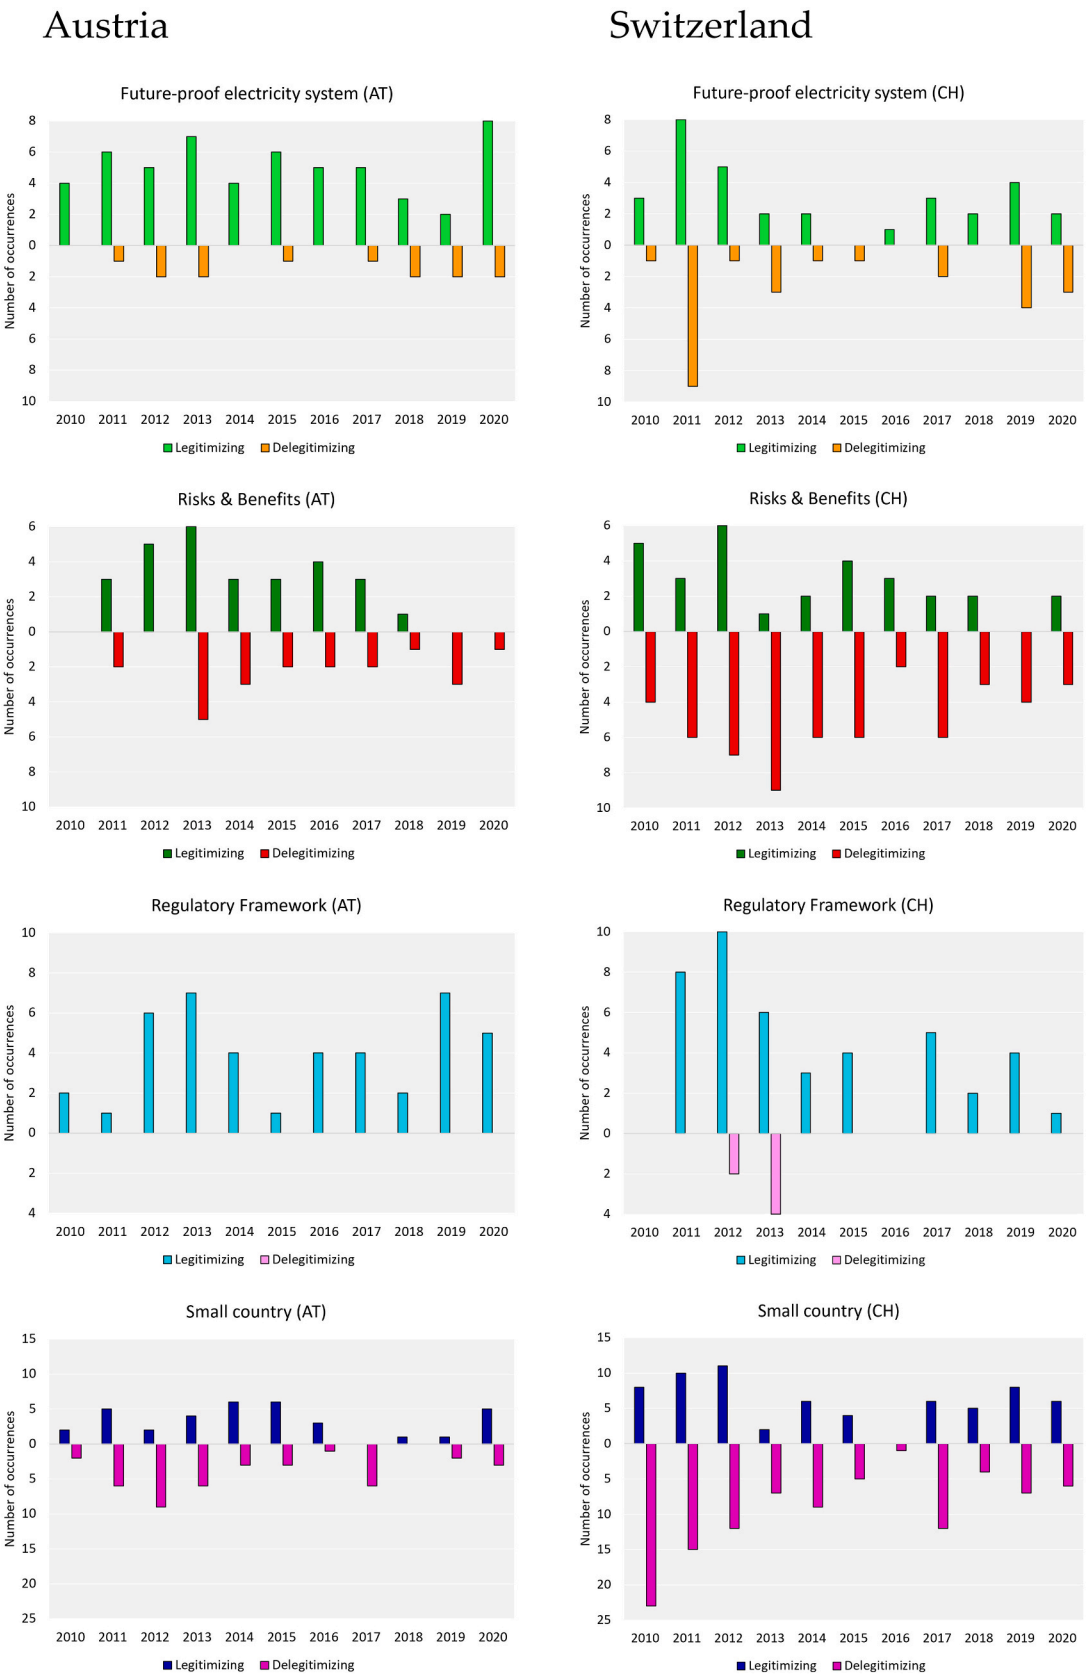 Austria
Switzerland
Future-proof electricity system (AT)
Number of occurrences
8
6
4
2
0
2
4
6
8
10
2010 2011 2012 2013 2014 2015 2016 2017 2018 2019 2020
Legitimizing Delegitimizing
Future-proof electricity system (CH)
Number of occurrences
8
6
4
2
0
2
4
6
8
10
2010 2011 2012 2013 2014 2015 2016 2017 2018 2019 2020
Legitimizing Delegitimizing
Risks & Benefits (AT)
Number of occurrences
6
4
2
0
2
4
6
8
10
2010 2011 2012 2013 2014 2015 2016 2017 2018 2019 2020
Legitimizing Delegitimizing
Risks & Benefits (CH)
Number of occurrences
6
4
2
0
2
4
6
8
10
2010 2011 2012 2013 2014 2015 2016 2017 2018 2019 2020
Legitimizing Delegitimizing
Regulatory Framework (AT)
Number of occurrences
10
8
6
4
2
0
2
4
2010 2011 2012 2013 2014 2015 2016 2017 2018 2019 2020
Legitimizing Delegitimizing
Regulatory Framework (CH)
Number of occurrences
10
8
6
4
2
0
2
4
2010 2011 2012 2013 2014 2015 2016 2017 2018 2019 2020
Legitimizing Delegitimizing
Small country (AT)
Number of occurrences
15
10
5
0
5
10
15
20
25
2010 2011 2012 2013 2014 2015 2016 2017 2018 2019 2020
Legitimizing Delegitimizing
Small country (CH)
Number of occurrences
15
10
5
0
5
10
15
20
25
2010 2011 2012 2013 2014 2015 2016 2017 2018 2019 2020
Legitimizing Delegitimizing